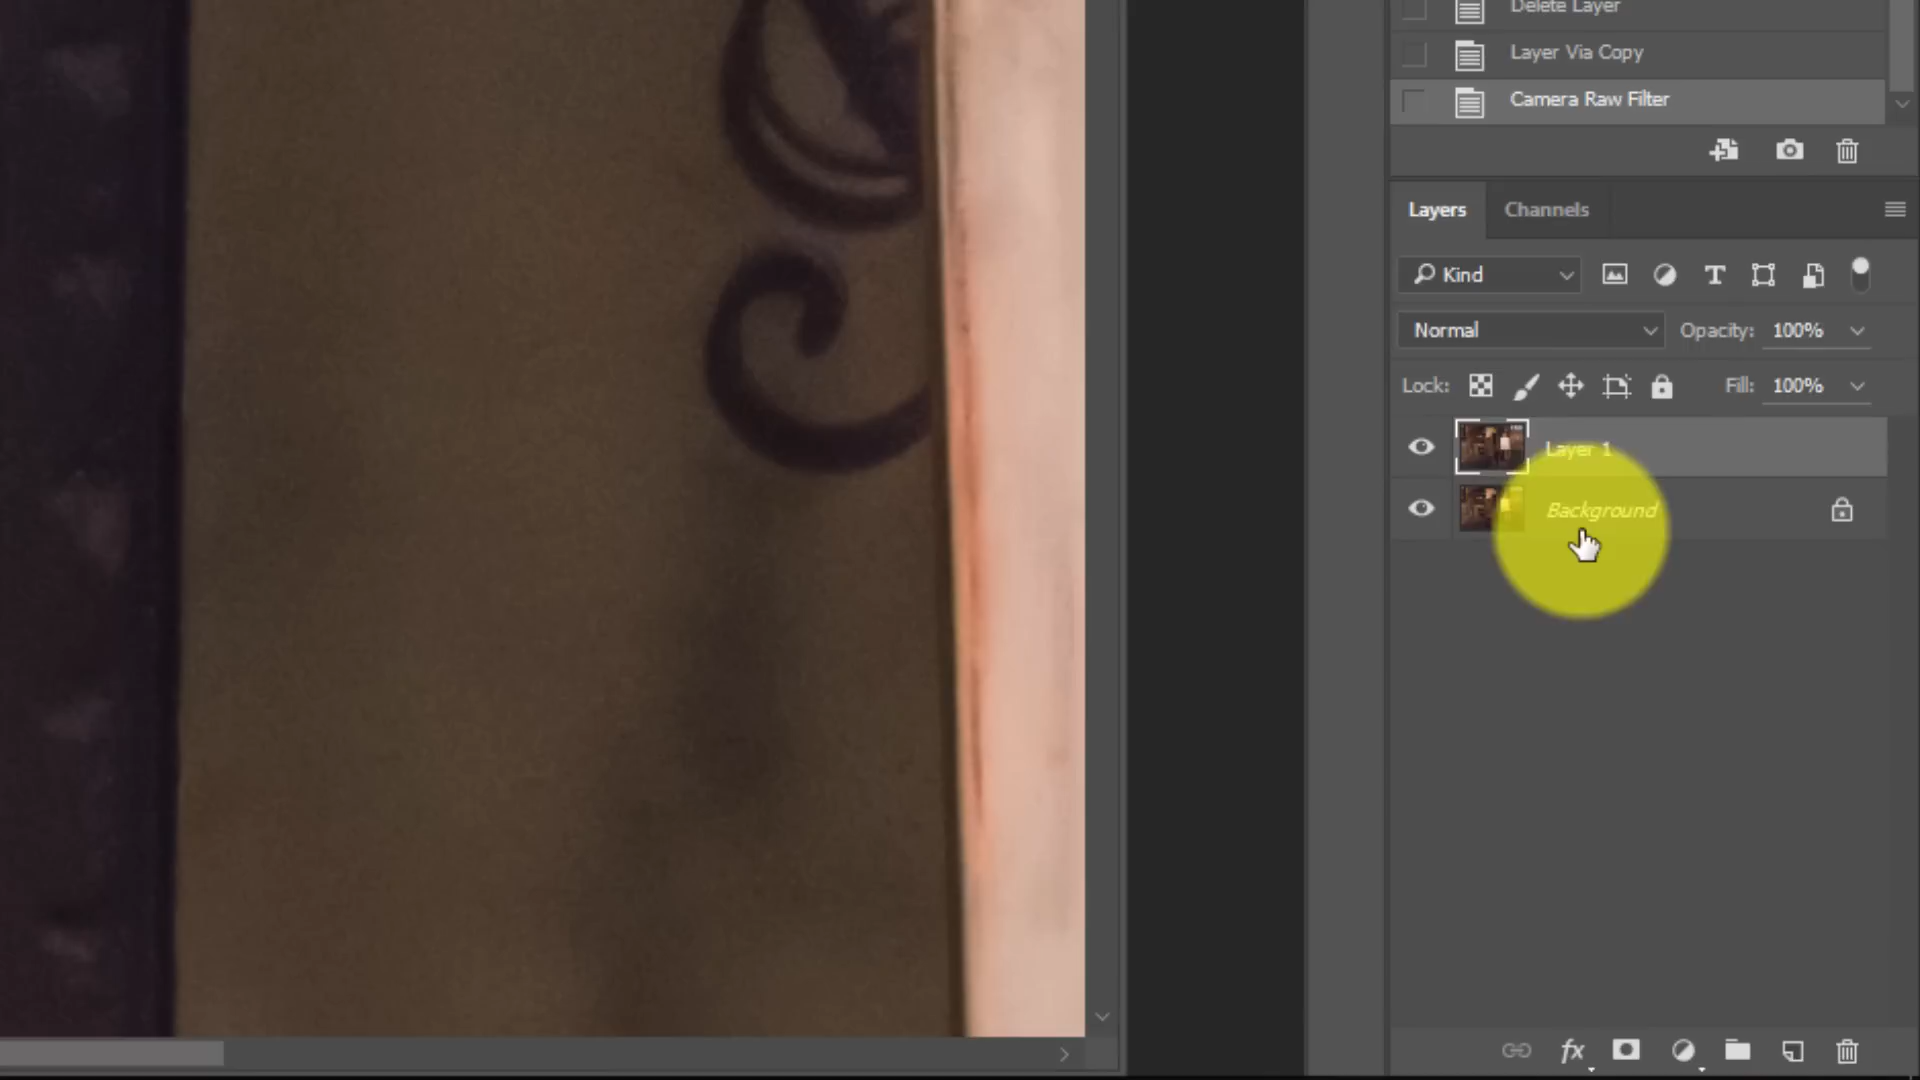 Delete Layer
Layer Via Copy
Camera Raw Filter
Layers Channels
Kind
Normal Opacity: 100%
Lock: Fill: 100%
Layer 1
Background
fx